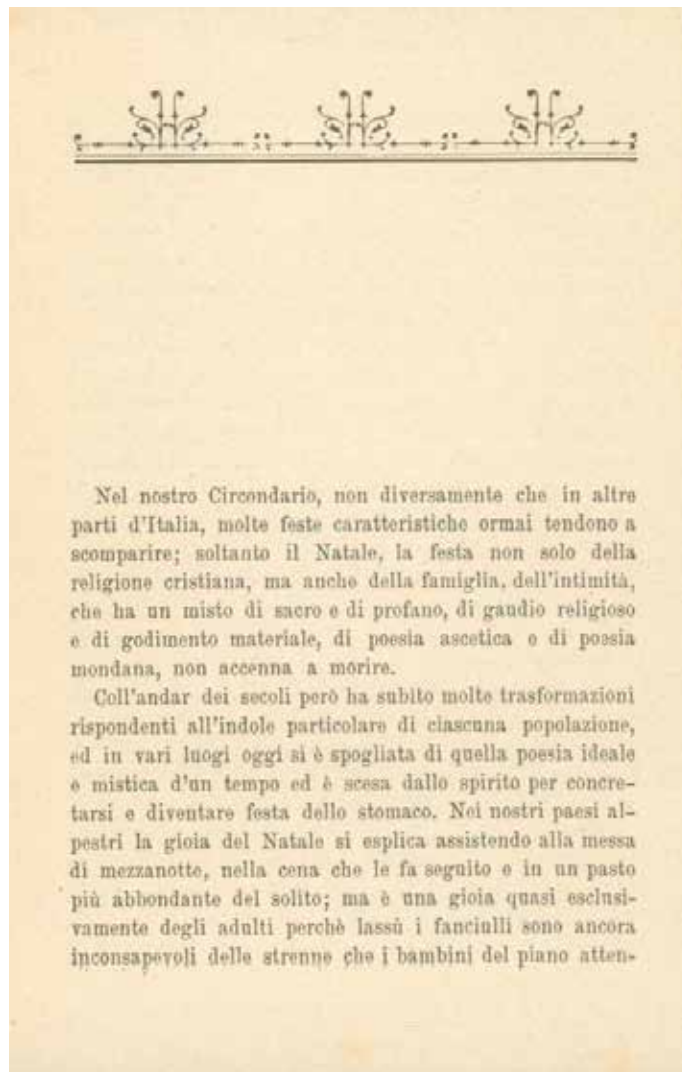 Nel nostro Circondario, non diversamente che in altre
parti d'Italia, molte feste caratteristiche ormai tendono a
scomparire; soltanto il Natale, la festa non solo della
religione cristiana, ma anche della famiglia, dell'intimità,
che ha un misto di sacro e di profano, di gaudio religioso
e di godimento materiale, di poesia ascetica e di poesia
mondana, non accenna a morire.
Coll'andar dei secoli però ha subito molte trasformazioni
rispondenti all'indole particolare di ciascuna popolazione,
ed in vari luogi oggi si è spogliata di quella poesia ideale
e mistica d'un tempo ed è scesa dallo spirito per concre-
tarsi e diventare festa dello stomaco. Nei nostri paesi al-
pestri la gioia del Natale si esplica assistendo alla messa
di mezzanotte, nella cena che le fa seguito e in un pasto
più abbondante del solito; ma è una gioia quasi esclusi-
vamente degli adulti perchè lassù i fanciulli sono ancora
inconsapevoli delle strenne che i bambini del piano atten-